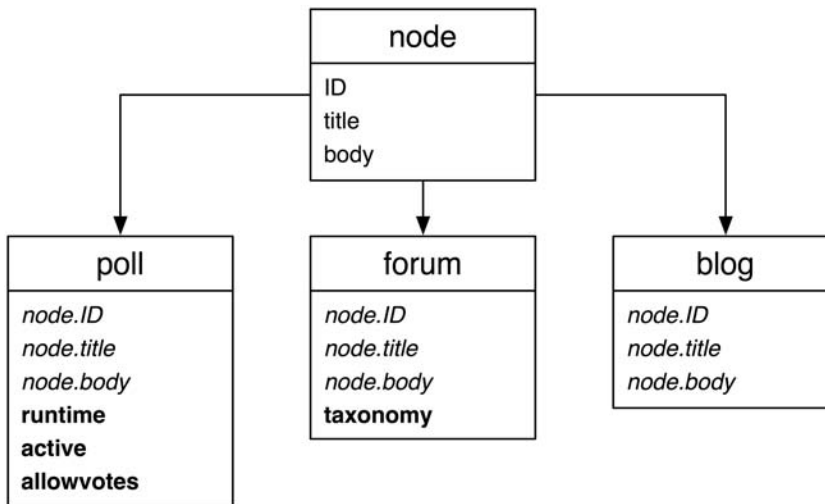 node
ID
title
body
poll
node.ID
node.title
node.body
runtime
active
allowvotes
forum
node.ID
node.title
node.body
taxonomy
blog
node.ID
node.title
node.body